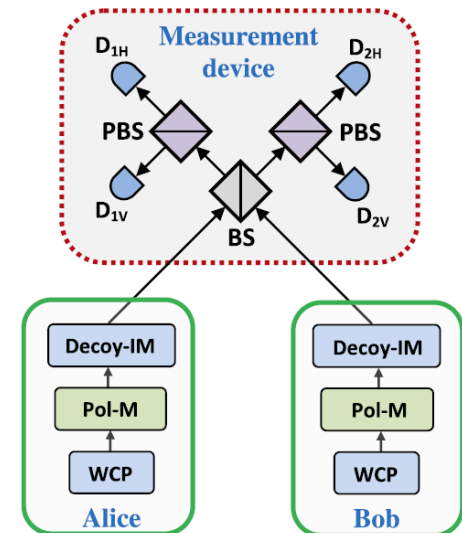 Measurement
device
D1H
D2H
PBS
PBS
D1V
D2V
BS
Decoy-IM
Decoy-IM
Pol-M
Pol-M
WCP
WCP
Alice
Bob